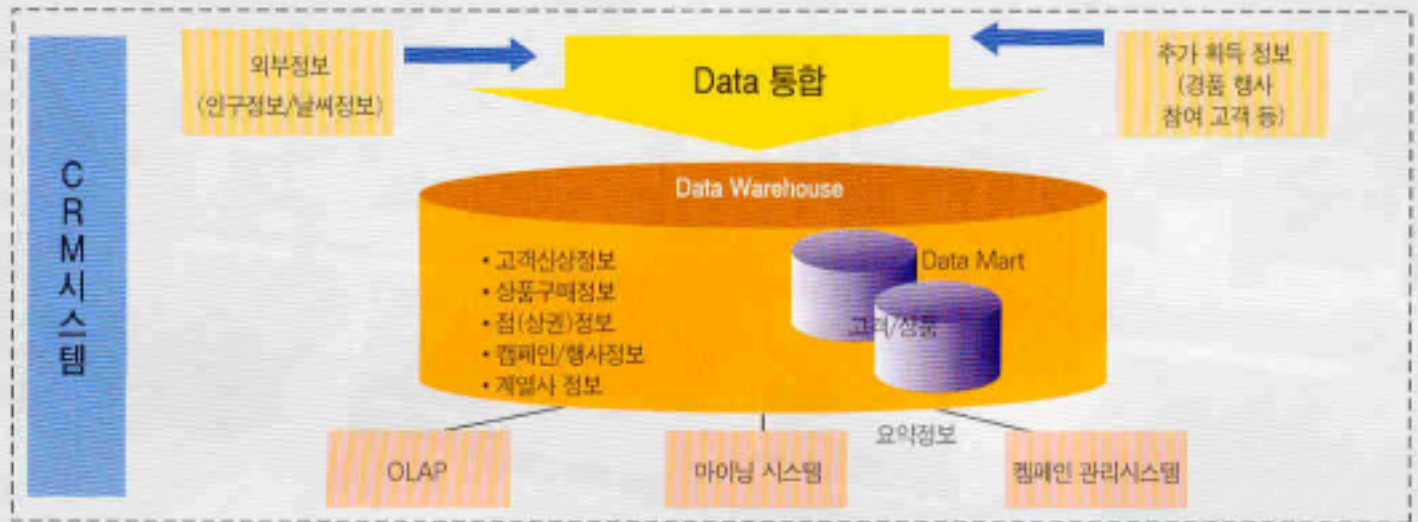 CRM시스템
외부정보
(인구정보/날씨정보)
Data 통합
추가 획득 정보
(경품 행사
참여 고객 등)
Data Warehouse
• 고객신상정보
• 상품구매정보
• 점(상권)정보
• 캠페인/행사정보
• 계열사 정보
Data Mart
고객/상품
요약정보
OLAP
마이닝 시스템
캠페인 관리시스템